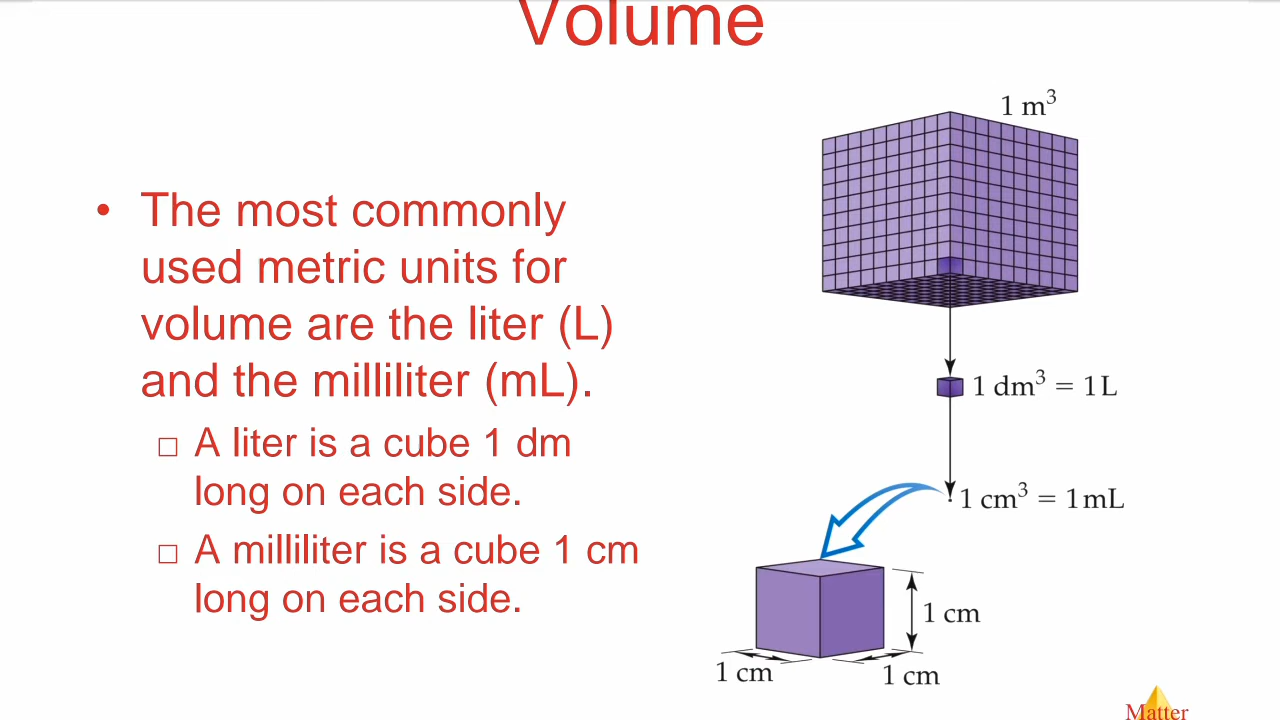 Volume
• The most commonly
used metric units for
volume are the liter (L)
and the milliliter (mL).
□ A liter is a cube 1 dm
long on each side.
□ A milliliter is a cube 1 cm
long on each side.
1 m³
1 dm³ = 1 L
1 cm³ = 1 mL
1 cm
1 cm
1 cm
Matter